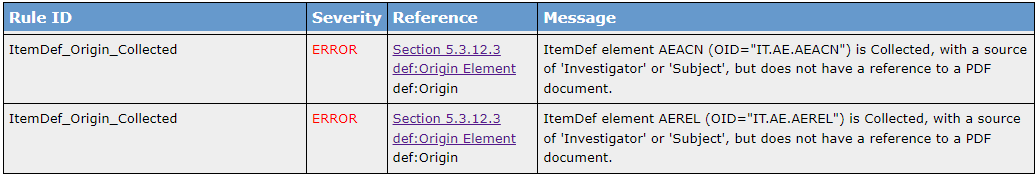 Rule ID Severity Reference Message
ItemDef_Origin_Collected ERROR Section 5.3.12.3 ItemDef element AEACN (OID="IT.AE.AEACN") is Collected, with a source
def:Origin Element of 'Investigator' or 'Subject', but does not have a reference to a PDF
def:Origin document.
ItemDef_Origin_Collected ERROR Section 5.3.12.3 ItemDef element AEREL (OID="IT.AE.AEREL") is Collected, with a source
def:Origin Element of 'Investigator' or 'Subject', but does not have a reference to a PDF
def:Origin document.